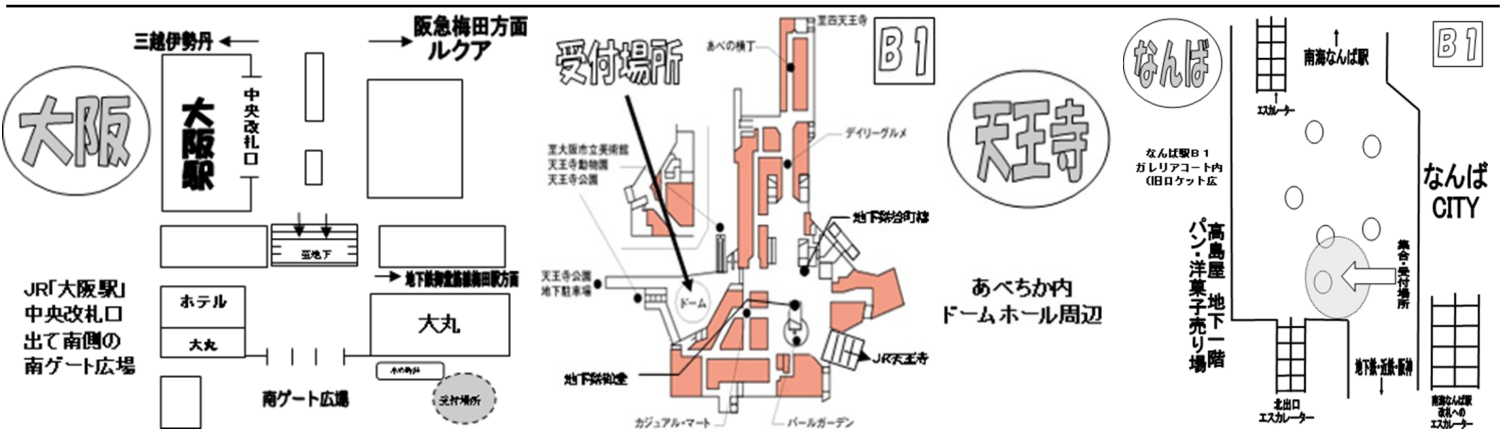 大阪
三越伊勢丹 ←
→ 阪急梅田方面
ルクア
大阪駅
中央改札口
至地下
→ 地下鉄御堂筋線梅田駅方面
JR「大阪駅」
中央改札口
出て南側の
南ゲート広場
ホテル
大丸
大丸
水の時計
南ゲート広場
受付場所
受付場所
B1
至四天王寺
あべの横丁
デイリーグルメ
至大阪市立美術館
天王寺動物園
天王寺公園
地下鉄谷町線
天王寺公園
地下駐車場
ドーム
JR天王寺
地下鉄御堂
カジュアル・マート
パールガーデン
天王寺
あべちか内
ドームホール周辺
なんば
B1
南海なんば駅
エスカレーター
なんば駅B1
ガレリアコート内
(旧ロケット広
なんば
CITY
高島屋 地下一階
パン・洋菓子売り場
集合・受付場所
地下鉄・近鉄・阪神
北出口
エスカレーター
南海なんば駅
改札への
エスカレーター